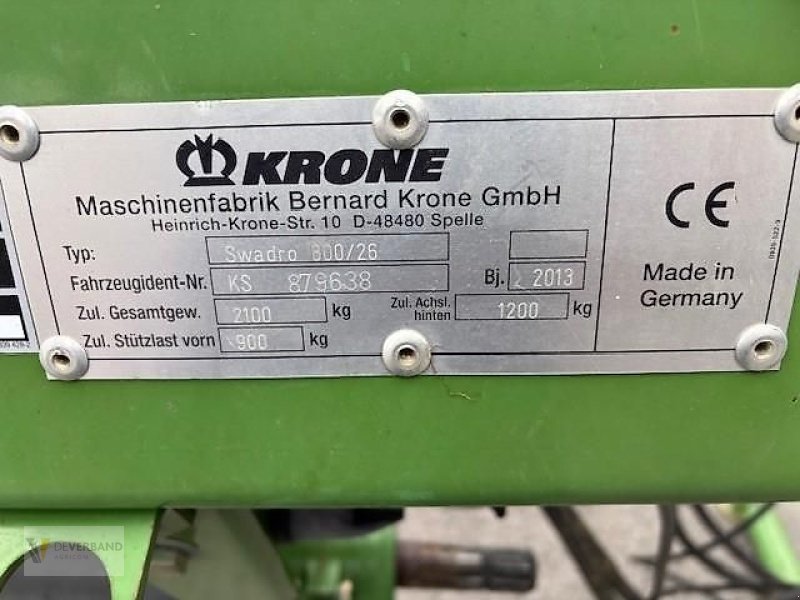 KRONE
Maschinenfabrik Bernard Krone GmbH
Heinrich-Krone-Str. 10 D-48480 Spelle
Typ: Swadro 800/26
Fahrzeugident-Nr. KS 879638 Bj. 2013
Zul. Gesamtgew. 2100 kg Zul. Achsl. hinten 1200 kg
Zul. Stützlast vorn 900 kg
CE
Made in
Germany
DEVERBAND
AGRICOM